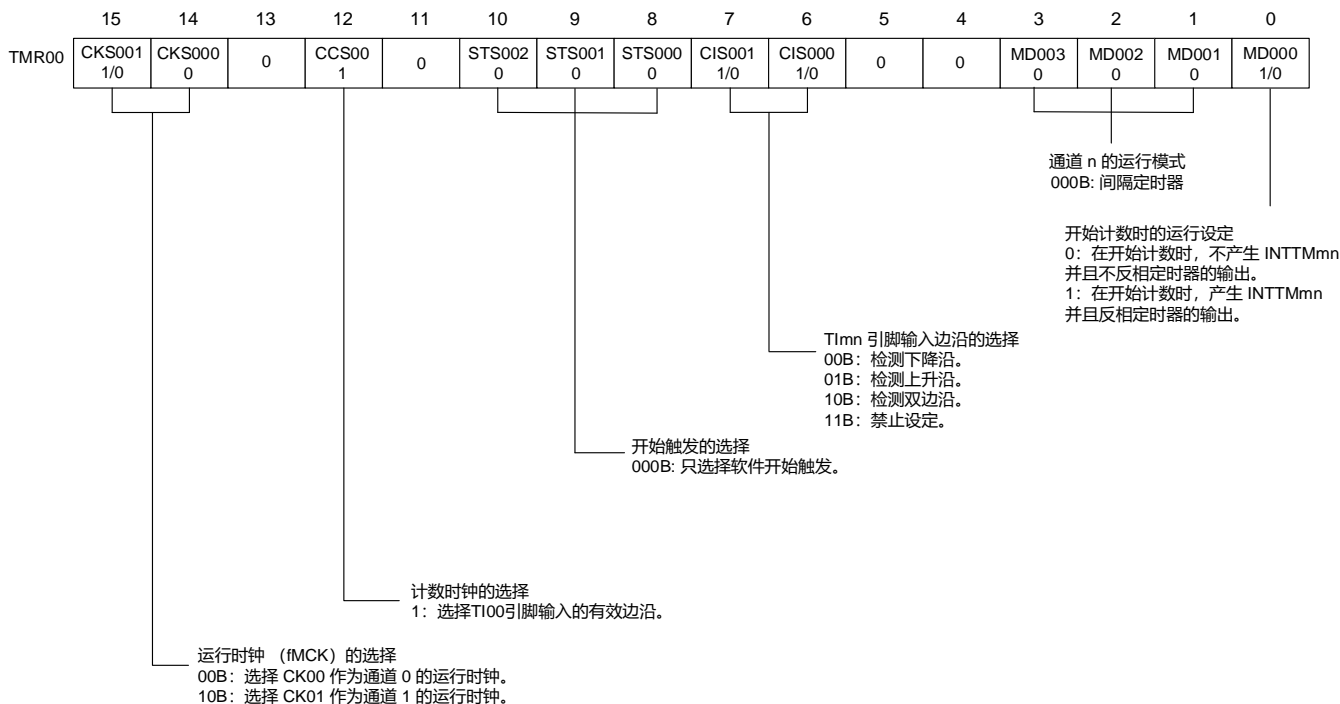 15 14 13 12 11 10 9 8 7 6 5 4 3 2 1 0
TMR00 CKS001 CKS000 0 CCS00 0 STS002 STS001 STS000 CIS001 CIS000 0 0 MD003 MD002 MD001 MD000
1/0 0 1 0 0 0 1/0 1/0 0 0 0 1/0
通道 n 的运行模式
000B: 间隔定时器
开始计数时的运行设定
0：在开始计数时，不产生 INTTMmn
并且不反相定时器的输出。
1：在开始计数时，产生 INTTMmn
并且反相定时器的输出。
TImn 引脚输入边沿的选择
00B：检测下降沿。
01B：检测上升沿。
10B：检测双边沿。
11B：禁止设定。
开始触发的选择
000B: 只选择软件开始触发。
计数时钟的选择
1：选择TI00引脚输入的有效边沿。
运行时钟 （fMCK）的选择
00B：选择 CK00 作为通道 0 的运行时钟。
10B：选择 CK01 作为通道 1 的运行时钟。